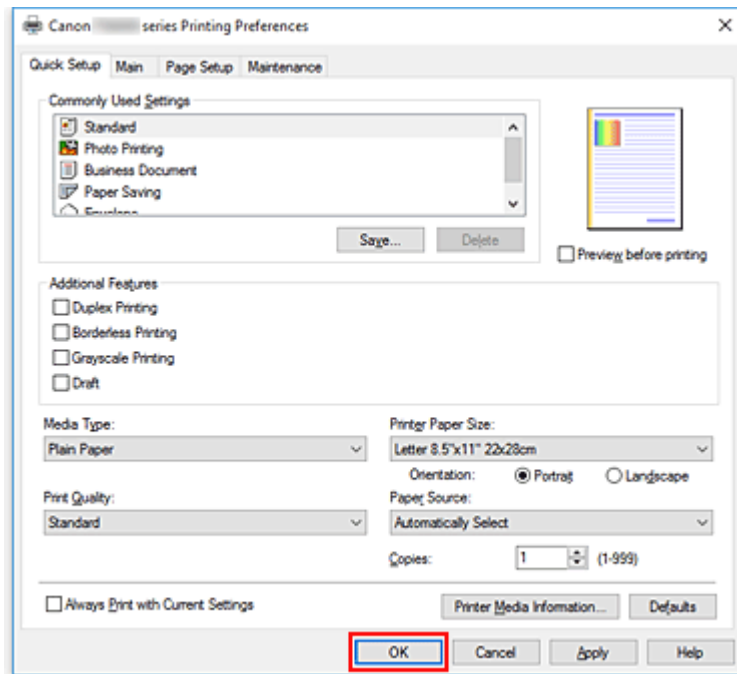 Canon series Printing Preferences
Quick Setup Main Page Setup Maintenance
Commonly Used Settings
Standard
Photo Printing
Business Document
Paper Saving
Envelope
Save... Delete
Preview before printing
Additional Features
Duplex Printing
Borderless Printing
Grayscale Printing
Draft
Media Type: Printer Paper Size:
Plain Paper Letter 8.5"x11" 22x28cm
Orientation: Portrait Landscape
Print Quality: Paper Source:
Standard Automatically Select
Copies: 1 (1-999)
Always Print with Current Settings Printer Media Information... Defaults
OK Cancel Apply Help